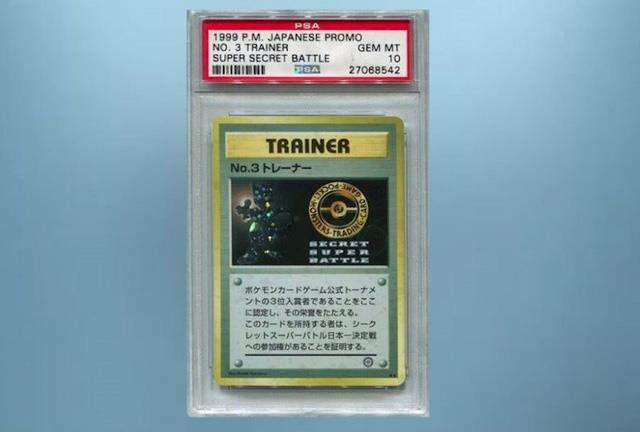 PSA
1999 P.M. JAPANESE PROMO
NO. 3 TRAINER GEM MT
SUPER SECRET BATTLE 10
PSA 27068542
TRAINER
No.3トレーナー
POCKET MONSTERS TRADING CARD GAME
SECRET
SUPER
BATTLE
ポケモンカードゲーム公式トーナメ
ントの3位入賞者であることをここ
に認定し、その栄誉をたたえる。
このカードを所持する者は、シーク
レットスーパーバトル日本一決定戦
への参加権があることを証明する。